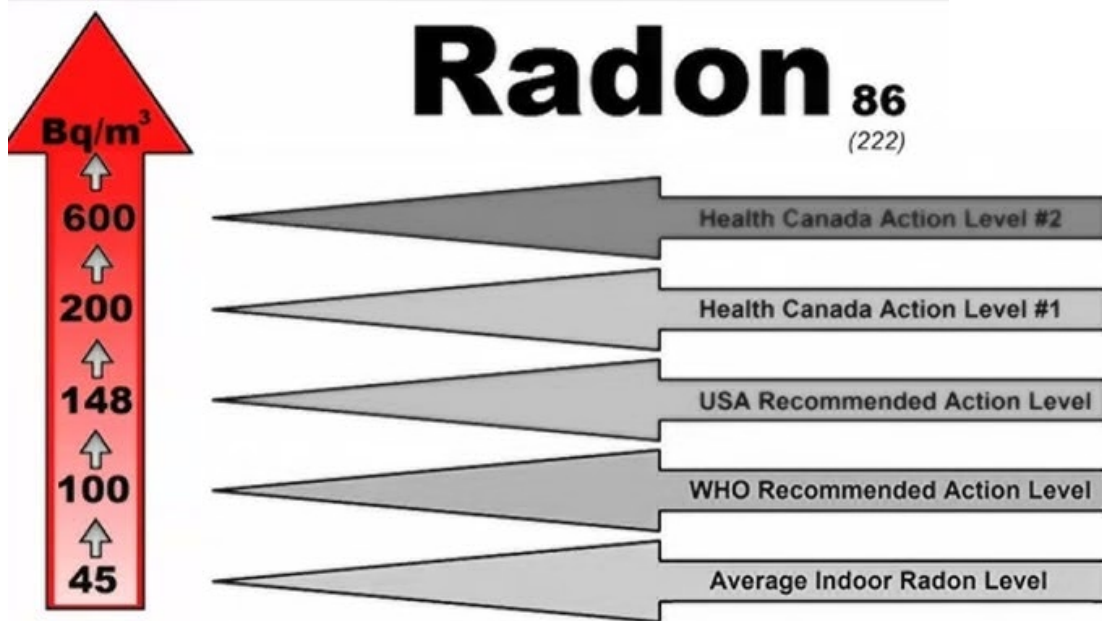 Radon 86
(222)
Bq/m³
600 Health Canada Action Level #2
200 Health Canada Action Level #1
148 USA Recommended Action Level
100 WHO Recommended Action Level
45 Average Indoor Radon Level